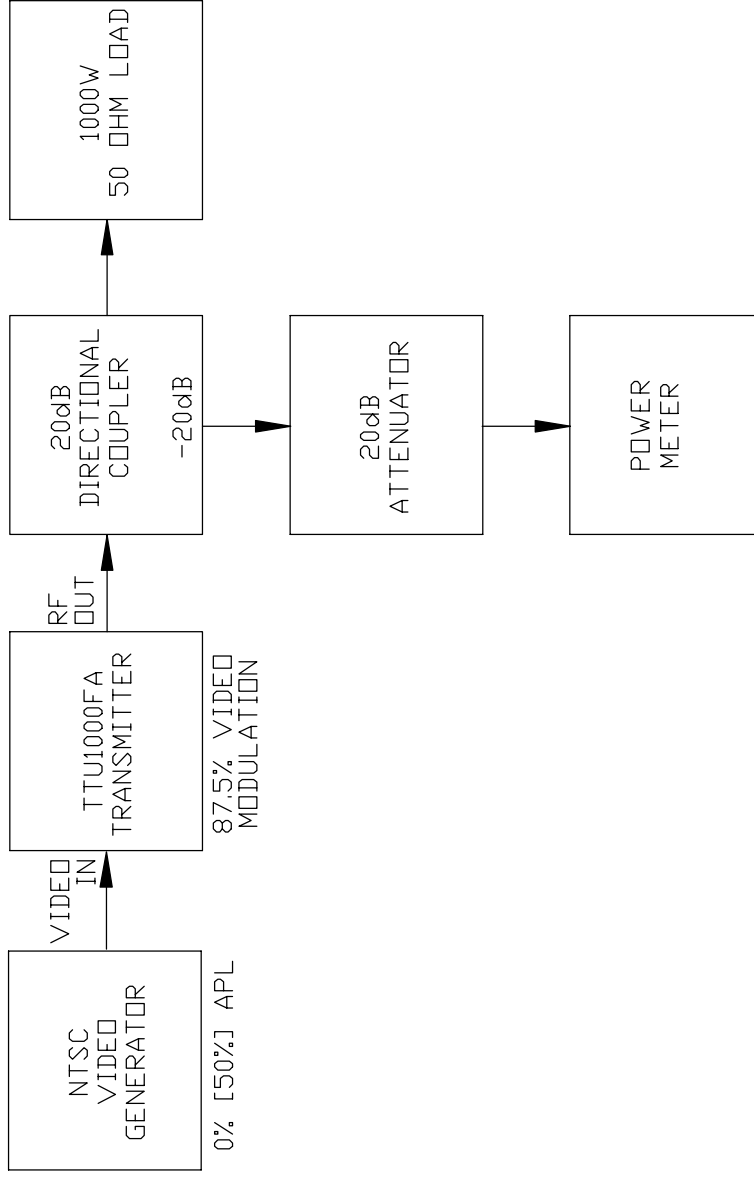 NTSC
VIDEO
GENERATOR
0% [50%] APL
VIDEO
IN
TTU1000FA
TRANSMITTER
87.5% VIDEO
MODULATION
RF
OUT
20dB
DIRECTIONAL
COUPLER
-20dB
1000W
50 OHM LOAD
20dB
ATTENUATOR
POWER
METER